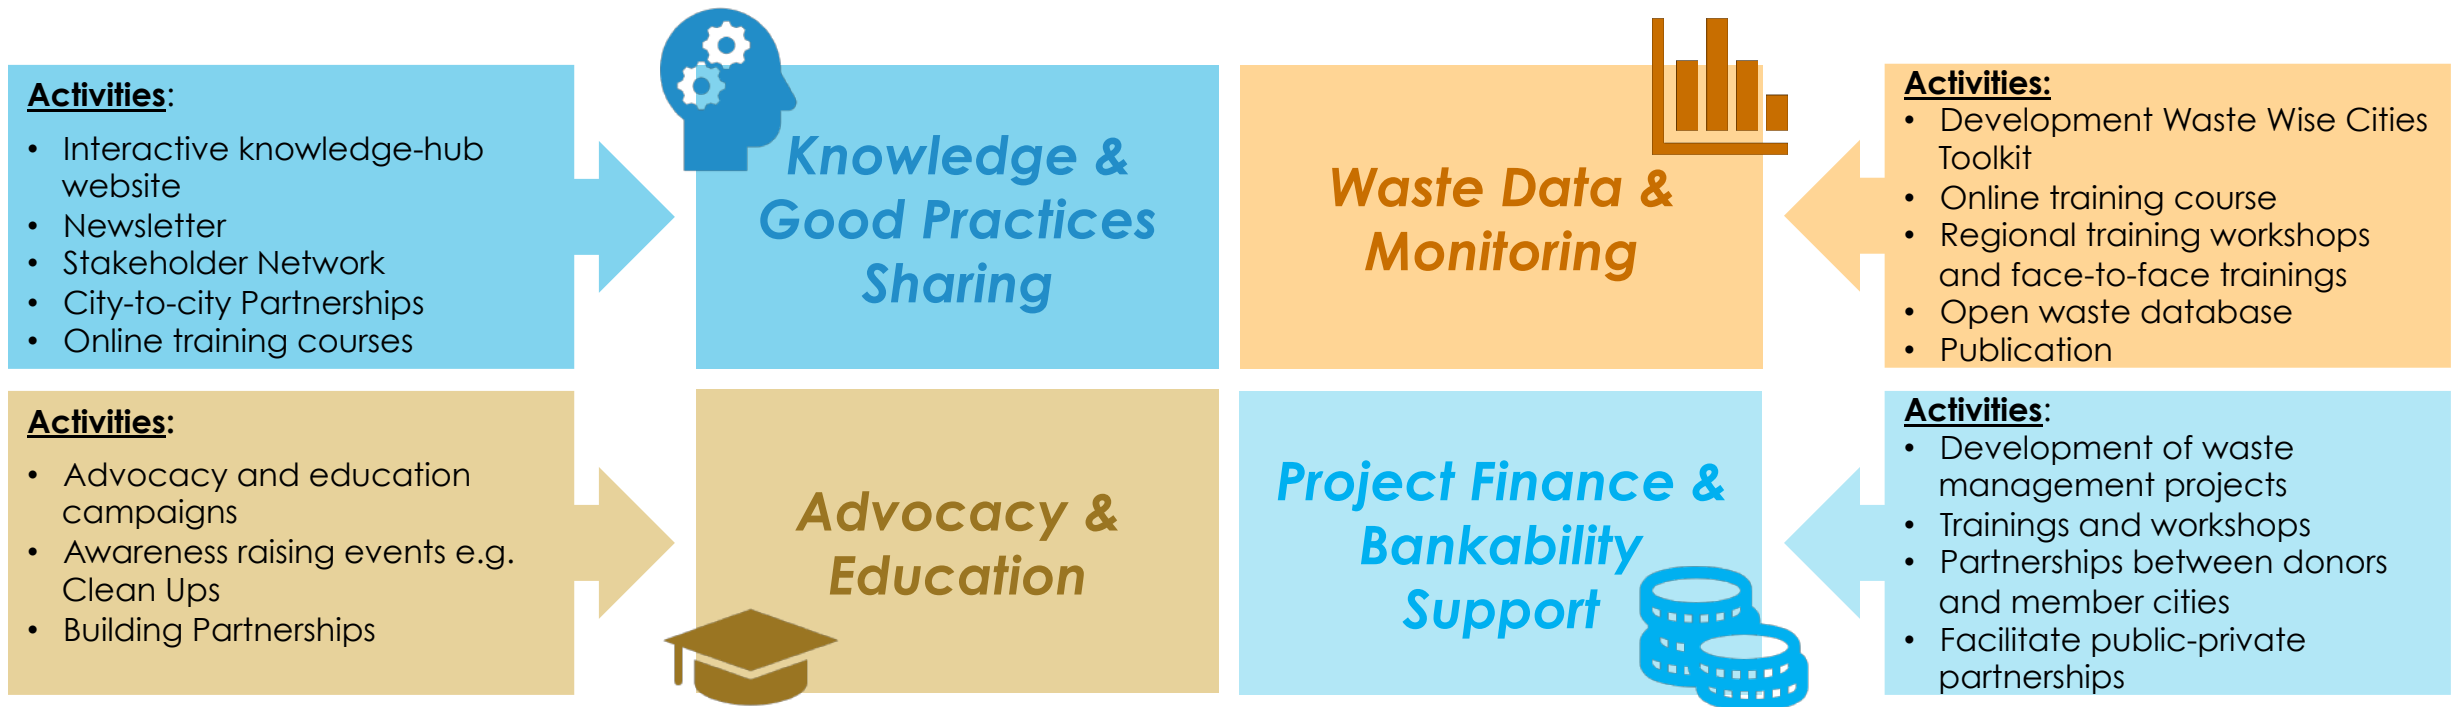 Activities:
• Interactive knowledge-hub
website
• Newsletter
• Stakeholder Network
• City-to-city Partnerships
• Online training courses
Knowledge &
Good Practices
Sharing
Waste Data &
Monitoring
Activities:
• Development Waste Wise Cities
Toolkit
• Online training course
• Regional training workshops
and face-to-face trainings
• Open waste database
• Publication
Activities:
• Advocacy and education
campaigns
• Awareness raising events e.g.
Clean Ups
• Building Partnerships
Advocacy &
Education
Project Finance &
Bankability
Support
Activities:
• Development of waste
management projects
• Trainings and workshops
• Partnerships between donors
and member cities
• Facilitate public-private
partnerships